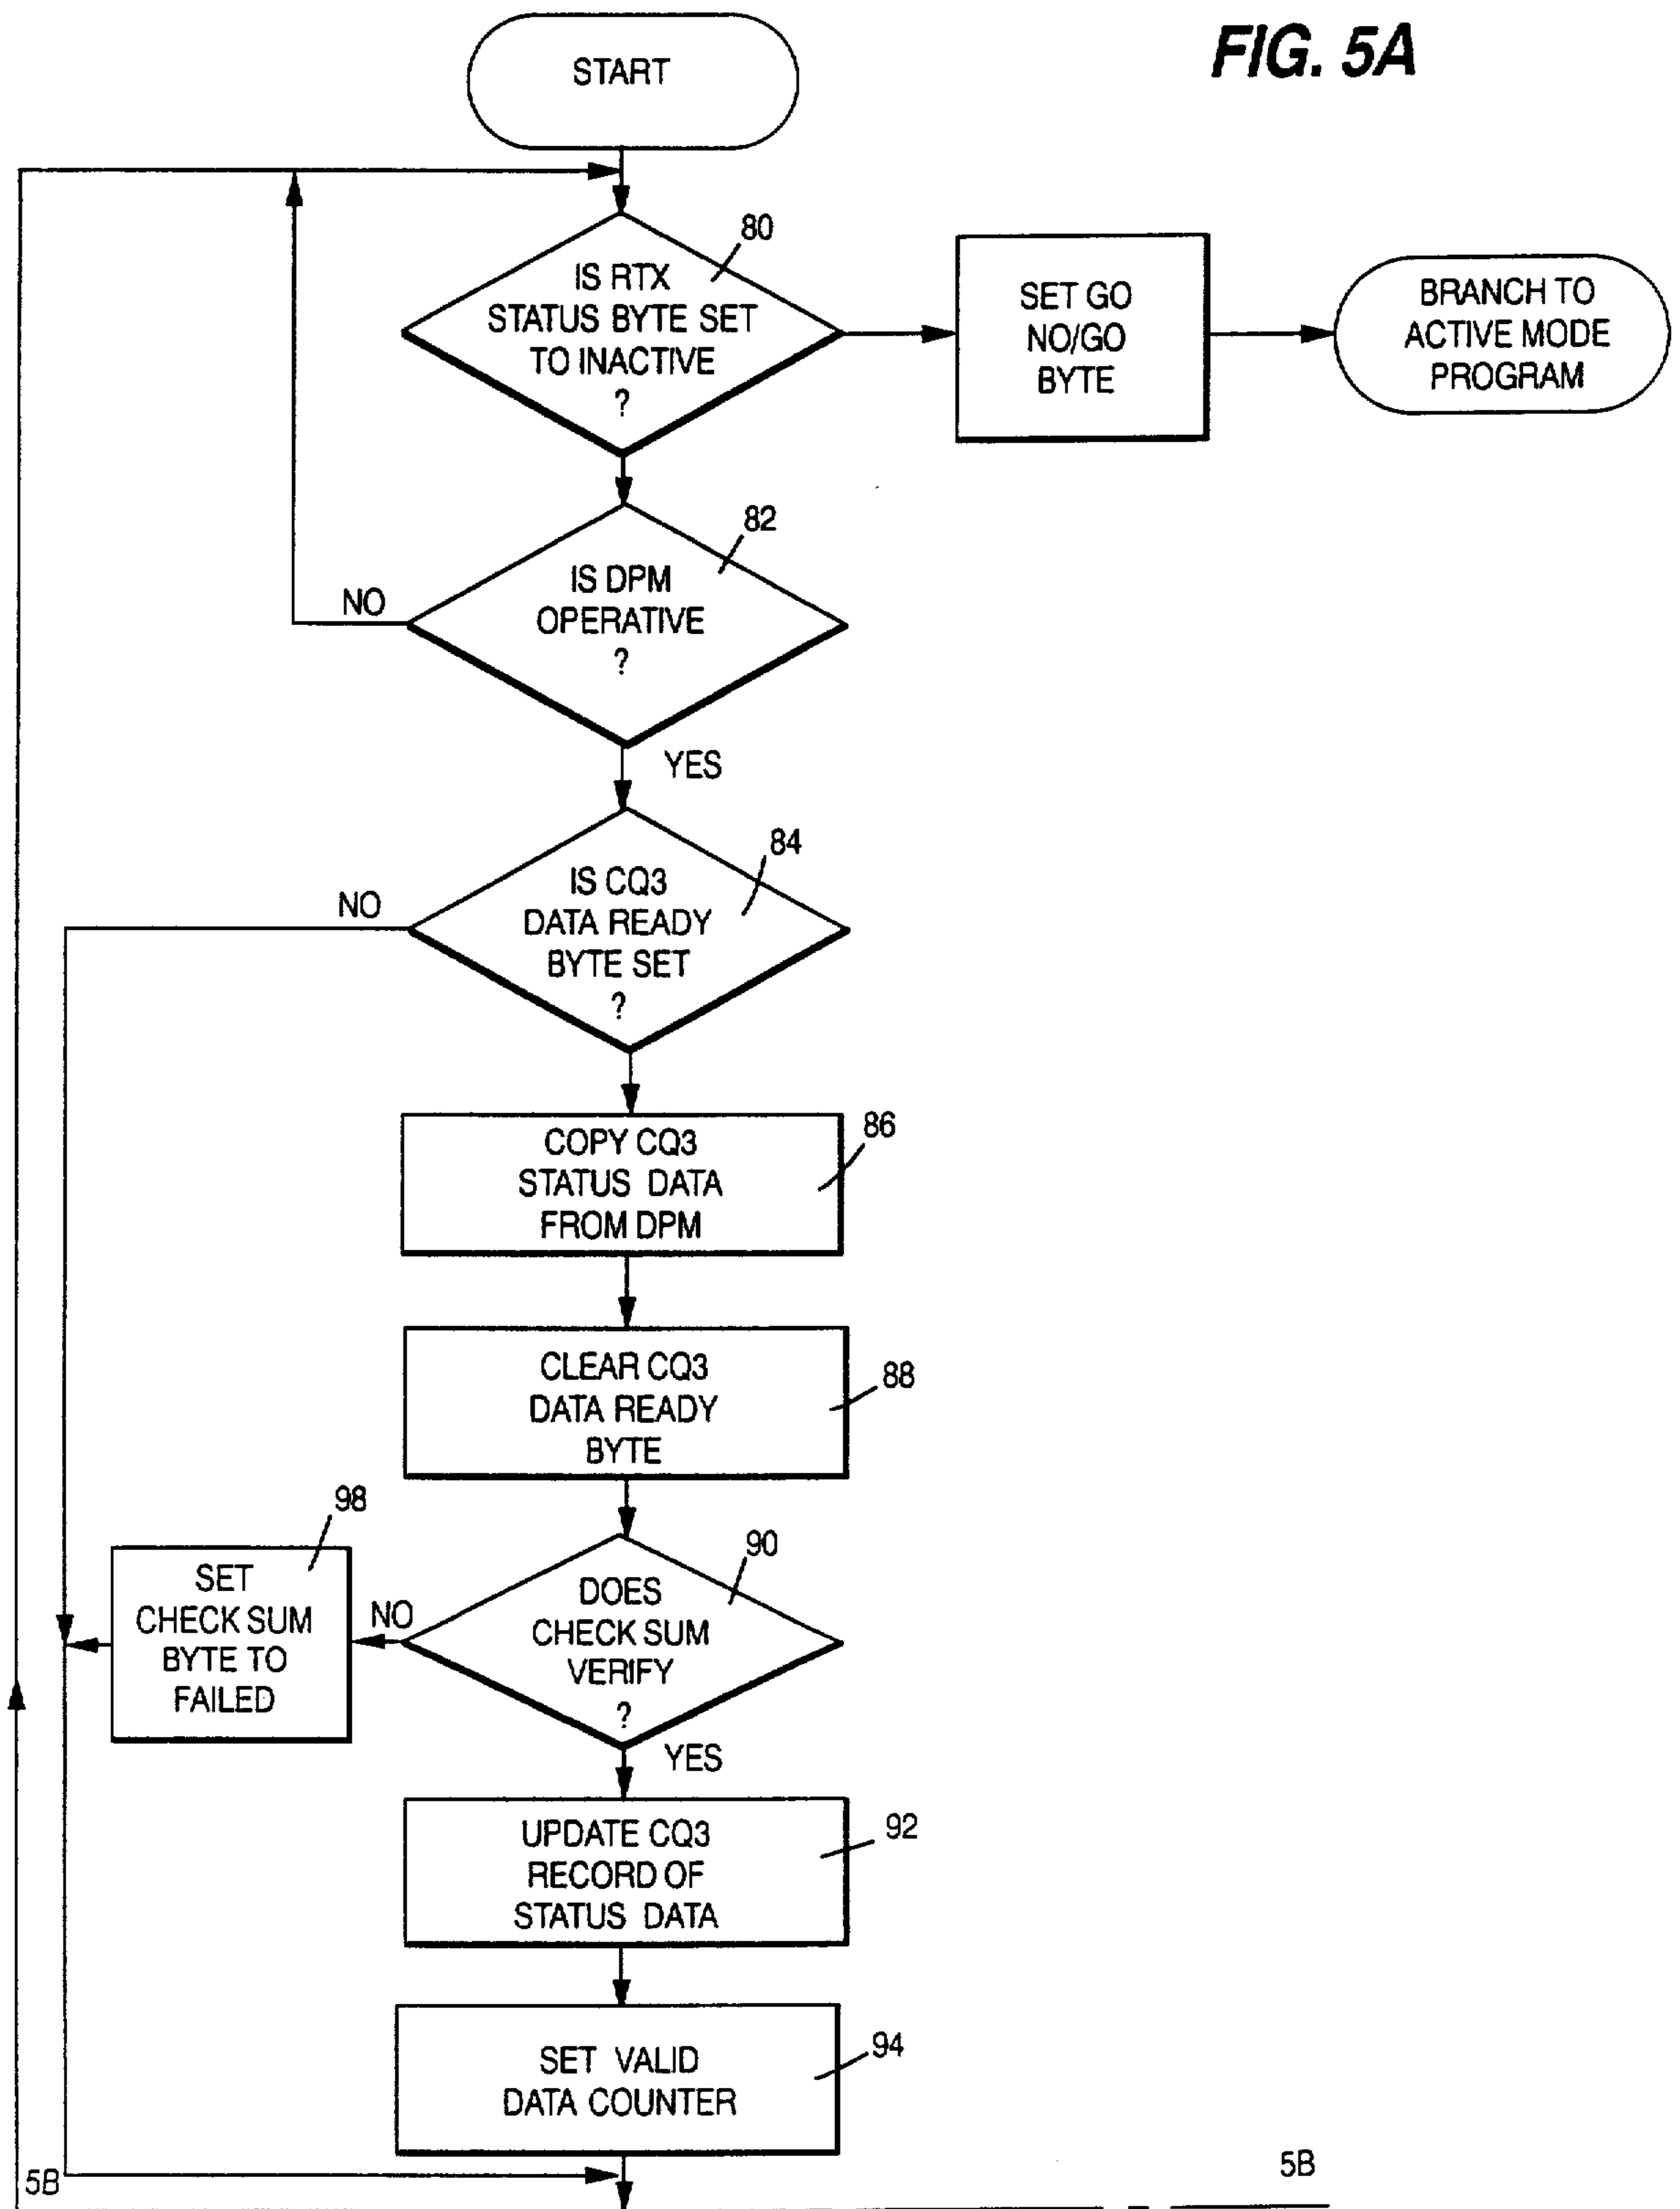 FIG. 5A
START
80
IS RTX
STATUS BYTE SET
TO INACTIVE
?
SET GO
NO/GO
BYTE
BRANCH TO
ACTIVE MODE
PROGRAM
82
IS DPM
OPERATIVE
?
NO
YES
84
IS CQ3
DATA READY
BYTE SET
?
NO
86
COPY CQ3
STATUS DATA
FROM DPM
88
CLEAR CQ3
DATA READY
BYTE
98
SET
CHECK SUM
BYTE TO
FAILED
NO
90
DOES
CHECK SUM
VERIFY
?
YES
92
UPDATE CQ3
RECORD OF
STATUS DATA
94
SET VALID
DATA COUNTER
5B
5B